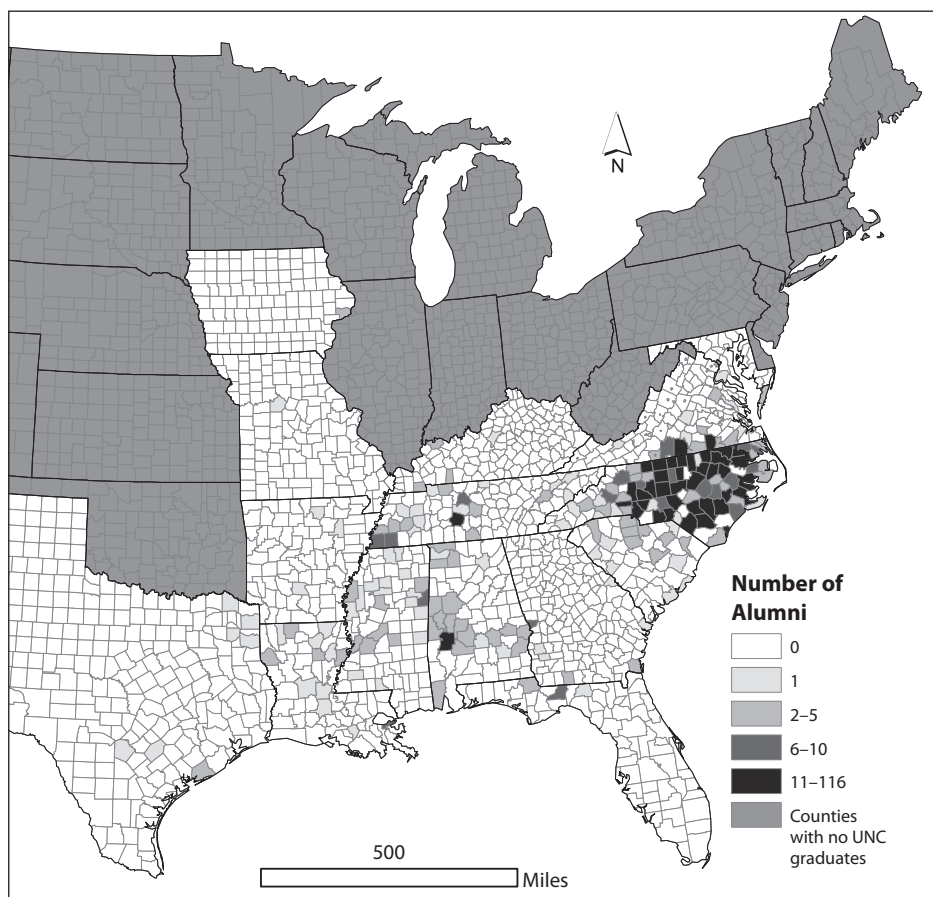 N
Number of
Alumni
0
1
2–5
6–10
11–116
Counties
with no UNC
graduates
500
Miles